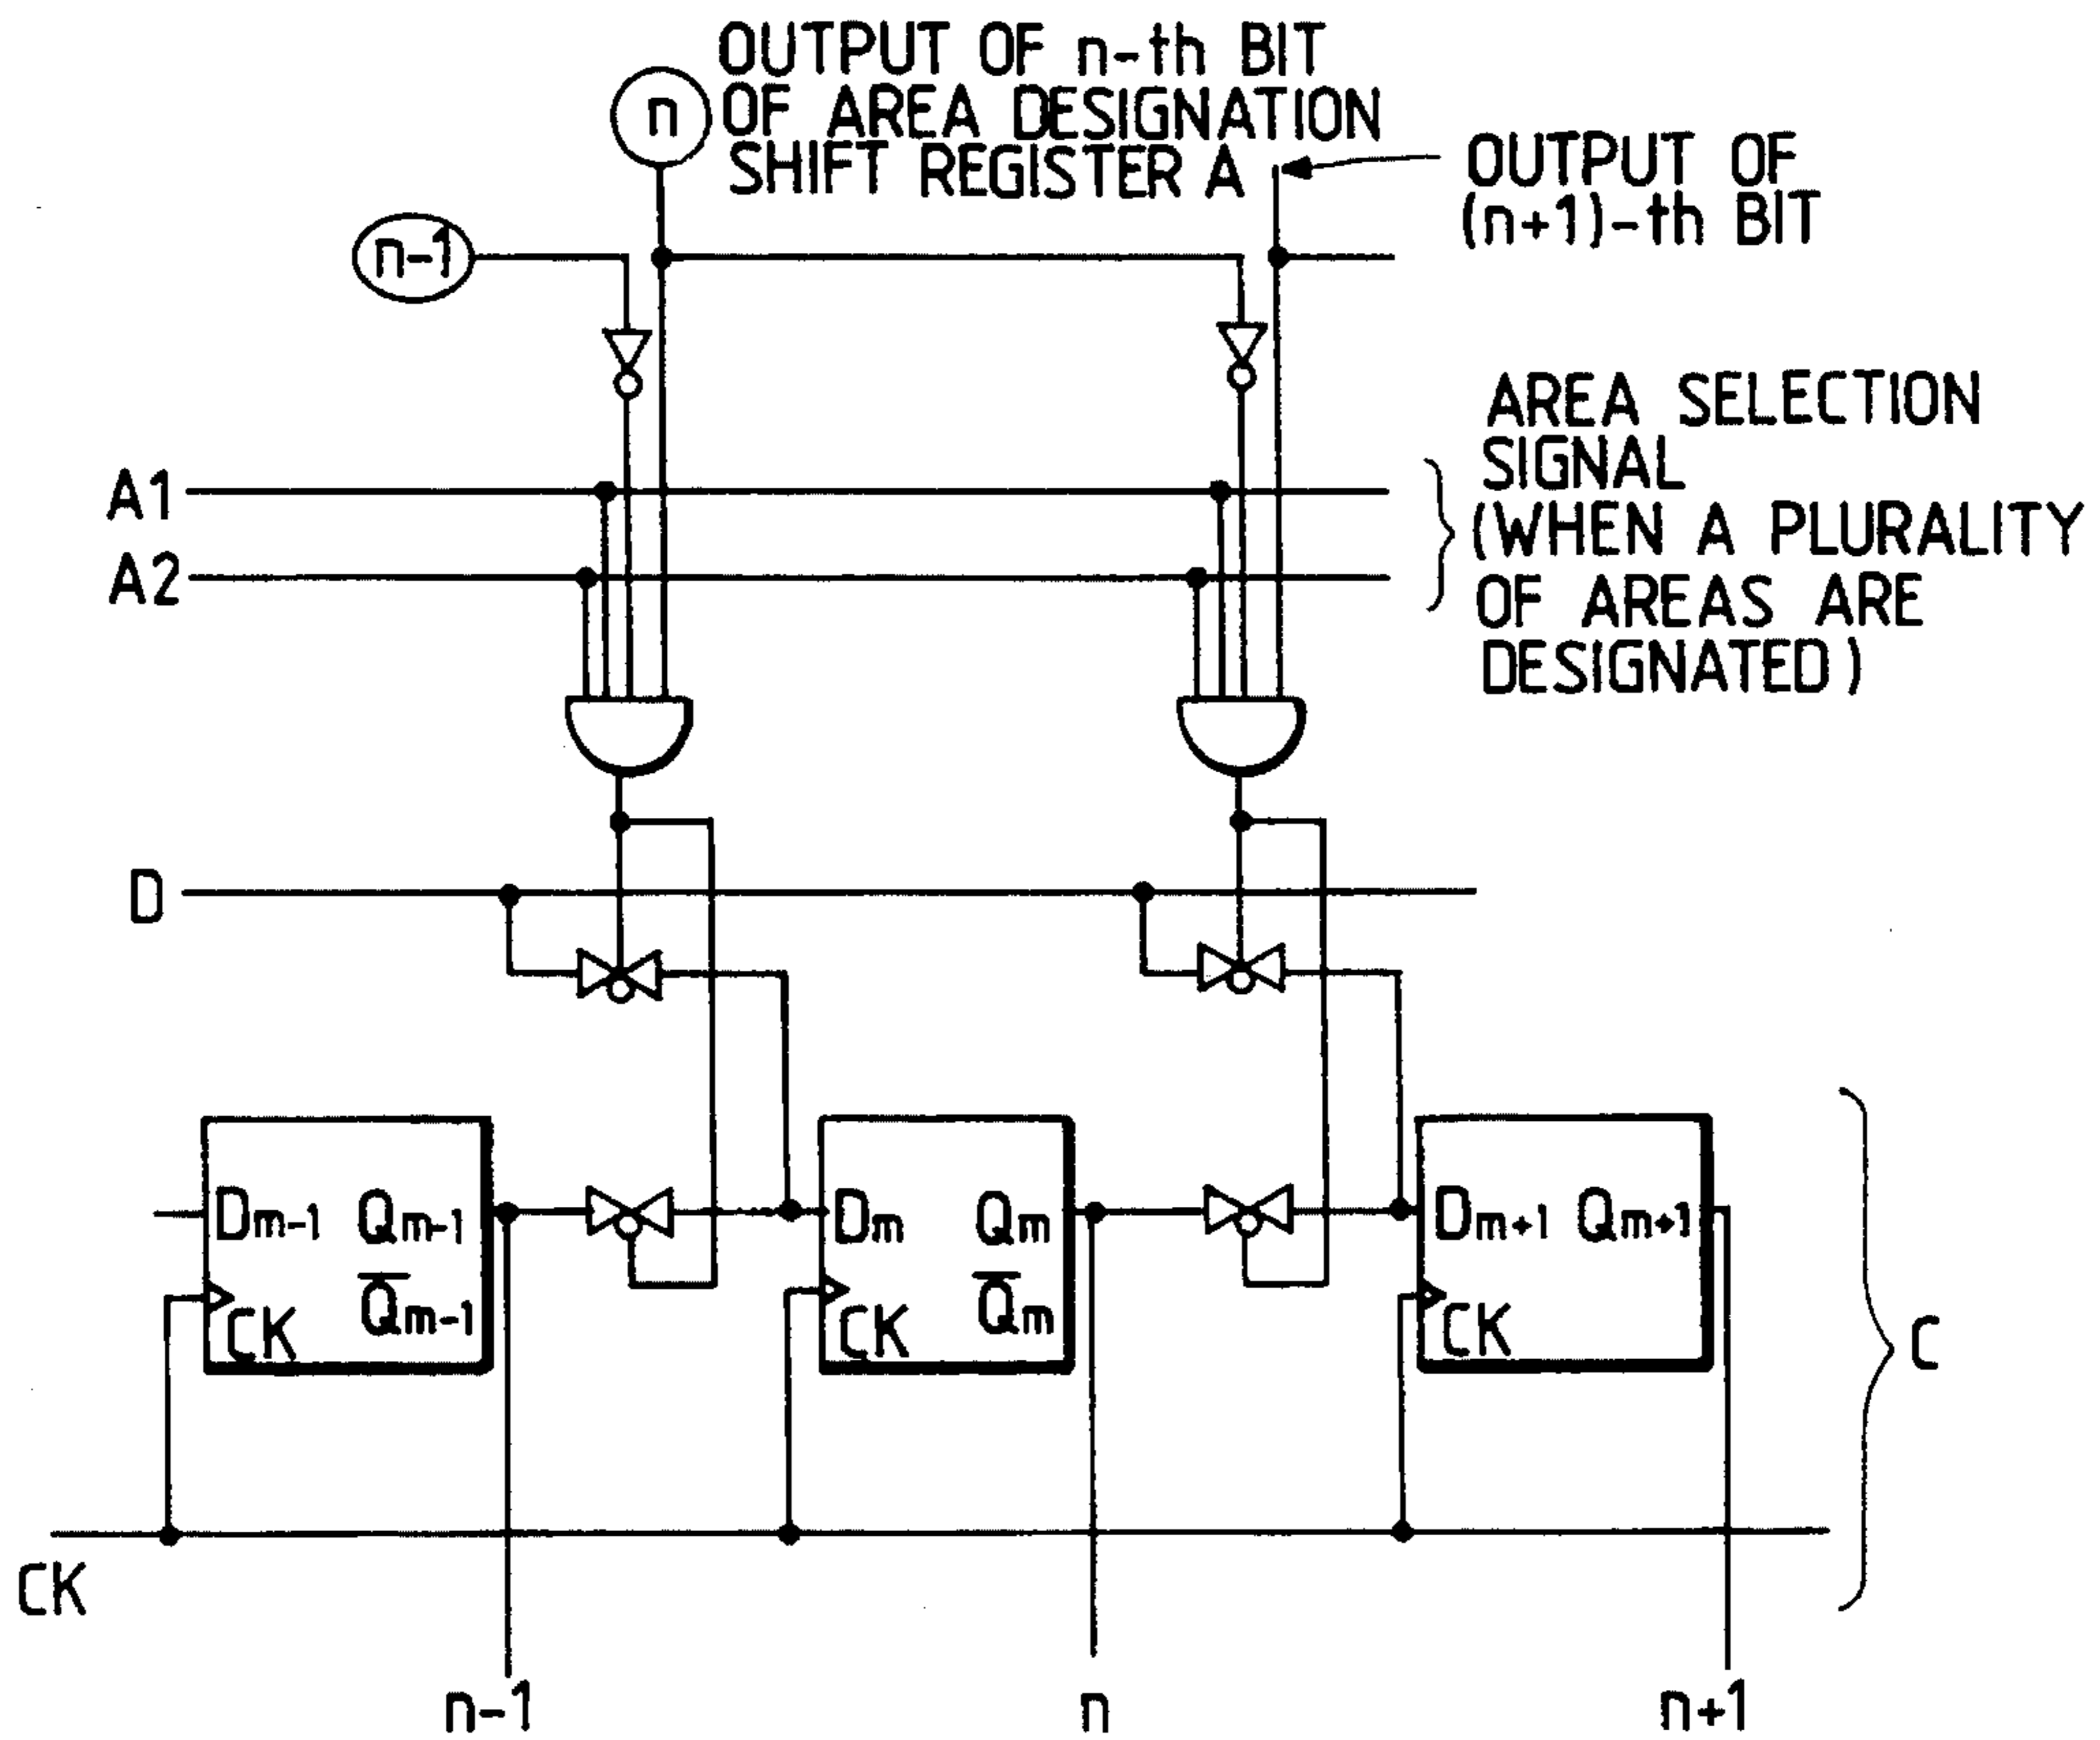 OUTPUT OF n-th BIT
OF AREA DESIGNATION
SHIFT REGISTER A
n
OUTPUT OF
(n+1)-th BIT
n-1
AREA SELECTION
SIGNAL
(WHEN A PLURALITY
OF AREAS ARE
DESIGNATED)
A1
A2
D
Dm-1 Qm-1
Q̅m-1
CK
Dm Qm
Q̅m
CK
Dm+1 Qm+1
CK
C
CK
n-1
n
n+1